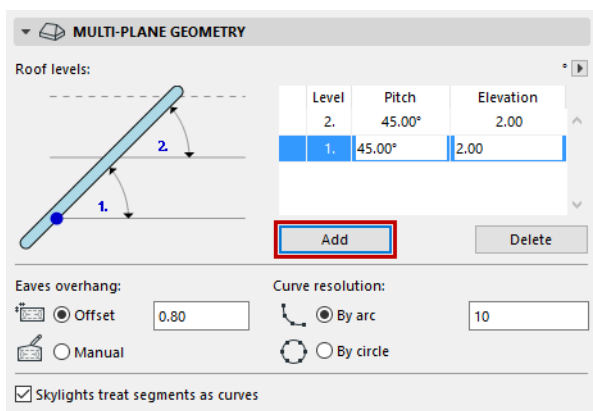 MULTI-PLANE GEOMETRY
Roof levels:
°
Level Pitch Elevation
2. 45.00° 2.00
1. 45.00° 2.00
2.
1.
Add Delete
Eaves overhang: Curve resolution:
Offset 0.80 By arc 10
Manual By circle
Skylights treat segments as curves